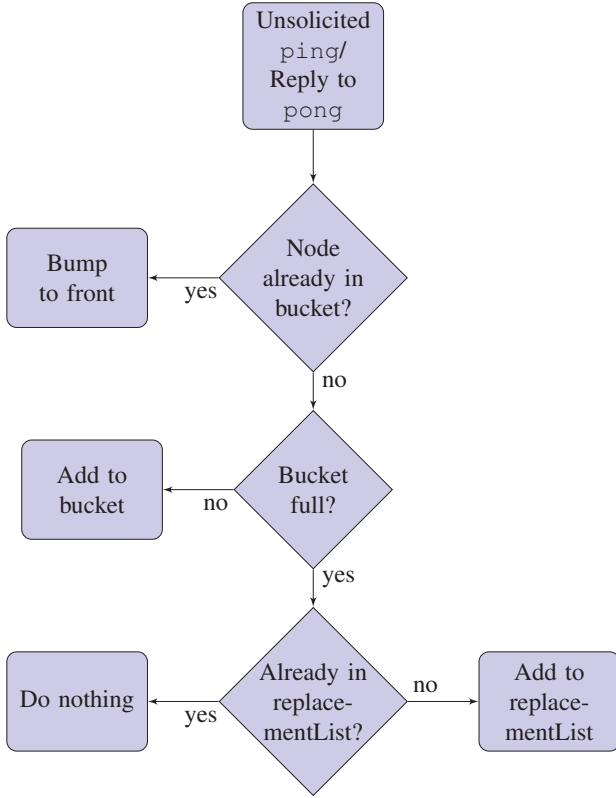 Unsolicited
ping/
Reply to
pong
Node
already in
bucket?
Bump
to front
yes
no
Bucket
full?
Add to
bucket
no
yes
Already in
replace-
mentList?
Do nothing
yes
no
Add to
replace-
mentList